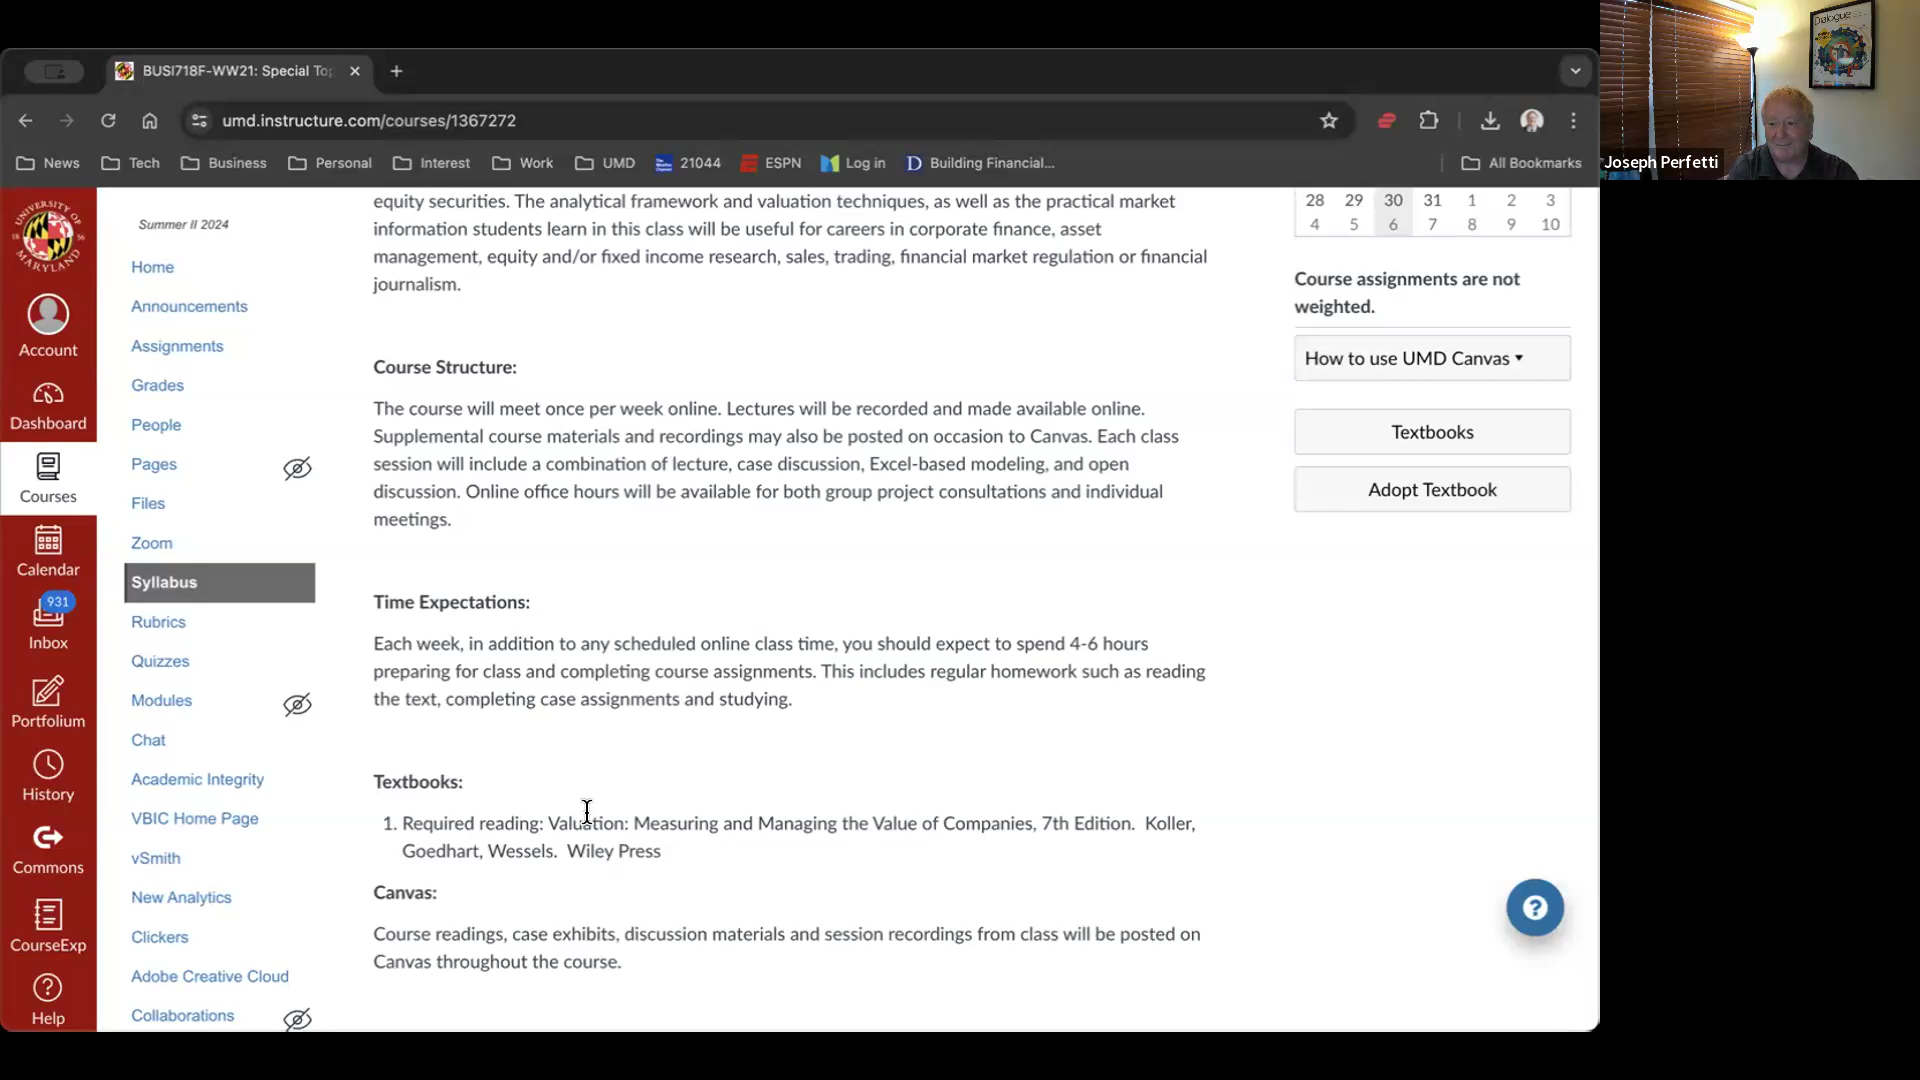 BUSI718F-WW21: Special To
umd.instructure.com/courses/1367272
News Tech Business Personal Interest Work UMD 21044 ESPN Log in Building Financial... All Bookmarks
Joseph Perfetti
Dialogue
UNIVERSITY OF
MARYLAND
18 56
Account
Dashboard
Courses
Calendar
931
Inbox
Portfolium
History
Commons
CourseExp
Help
Summer II 2024
Home
Announcements
Assignments
Grades
People
Pages
Files
Zoom
Syllabus
Rubrics
Quizzes
Modules
Chat
Academic Integrity
VBIC Home Page
vSmith
New Analytics
Clickers
Adobe Creative Cloud
Collaborations
equity securities. The analytical framework and valuation techniques, as well as the practical market
information students learn in this class will be useful for careers in corporate finance, asset
management, equity and/or fixed income research, sales, trading, financial market regulation or financial
journalism.
Course Structure:
The course will meet once per week online. Lectures will be recorded and made available online.
Supplemental course materials and recordings may also be posted on occasion to Canvas. Each class
session will include a combination of lecture, case discussion, Excel-based modeling, and open
discussion. Online office hours will be available for both group project consultations and individual
meetings.
Time Expectations:
Each week, in addition to any scheduled online class time, you should expect to spend 4-6 hours
preparing for class and completing course assignments. This includes regular homework such as reading
the text, completing case assignments and studying.
Textbooks:
1. Required reading: Valuation: Measuring and Managing the Value of Companies, 7th Edition. Koller,
Goedhart, Wessels. Wiley Press
Canvas:
Course readings, case exhibits, discussion materials and session recordings from class will be posted on
Canvas throughout the course.
28 29 30 31 1 2 3
4 5 6 7 8 9 10
Course assignments are not
weighted.
How to use UMD Canvas
Textbooks
Adopt Textbook